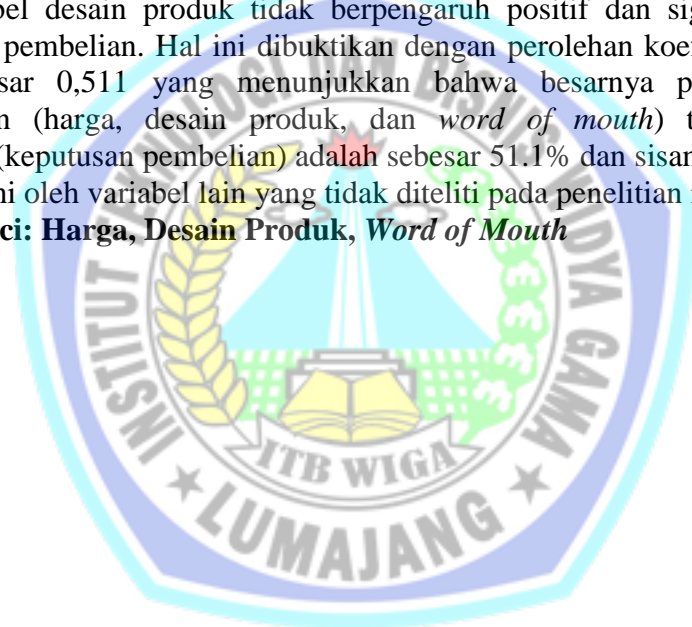 bel desain produk tidak berpengaruh positif dan sig
pembelian. Hal ini dibuktikan dengan perolehan koe
sar 0,511 yang menunjukkan bahwa besarnya p
n (harga, desain produk, dan word of mouth) t
(keputusan pembelian) adalah sebesar 51.1% dan sisan
ni oleh variabel lain yang tidak diteliti pada penelitian
ci: Harga, Desain Produk, Word of Mouth
INSTITUT TEKNOLOGI DAN BISNIS WIDYA GAMA
ITB WIGA
LUMAJANG